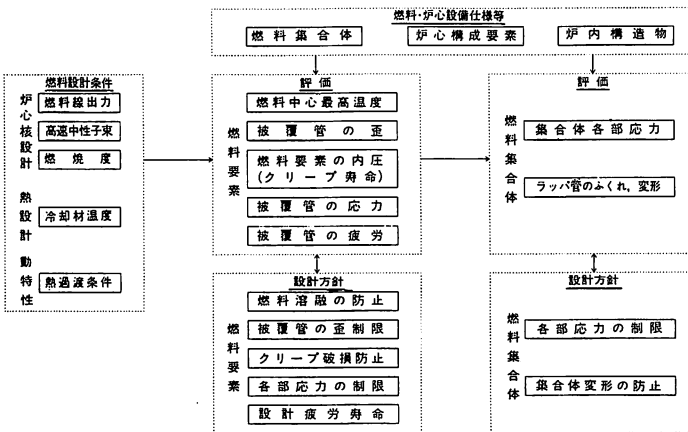 燃料・炉心設備仕様等
燃料集合体
炉心構成要素
炉内構造物
燃料設計条件
炉心核設計
燃料線出力
高速中性子束
燃焼度
熱設計
冷却材温度
動特性
熱過渡条件
評価
燃料要素
燃料中心最高温度
被覆管の歪
燃料要素の内圧
(クリープ寿命)
被覆管の応力
被覆管の疲労
評価
燃料集合体
集合体各部応力
ラッパ管のふくれ，変形
設計方針
燃料要素
燃料溶融の防止
被覆管の歪制限
クリープ破損防止
各部応力の制限
設計疲労寿命
設計方針
燃料集合体
各部応力の制限
集合体変形の防止